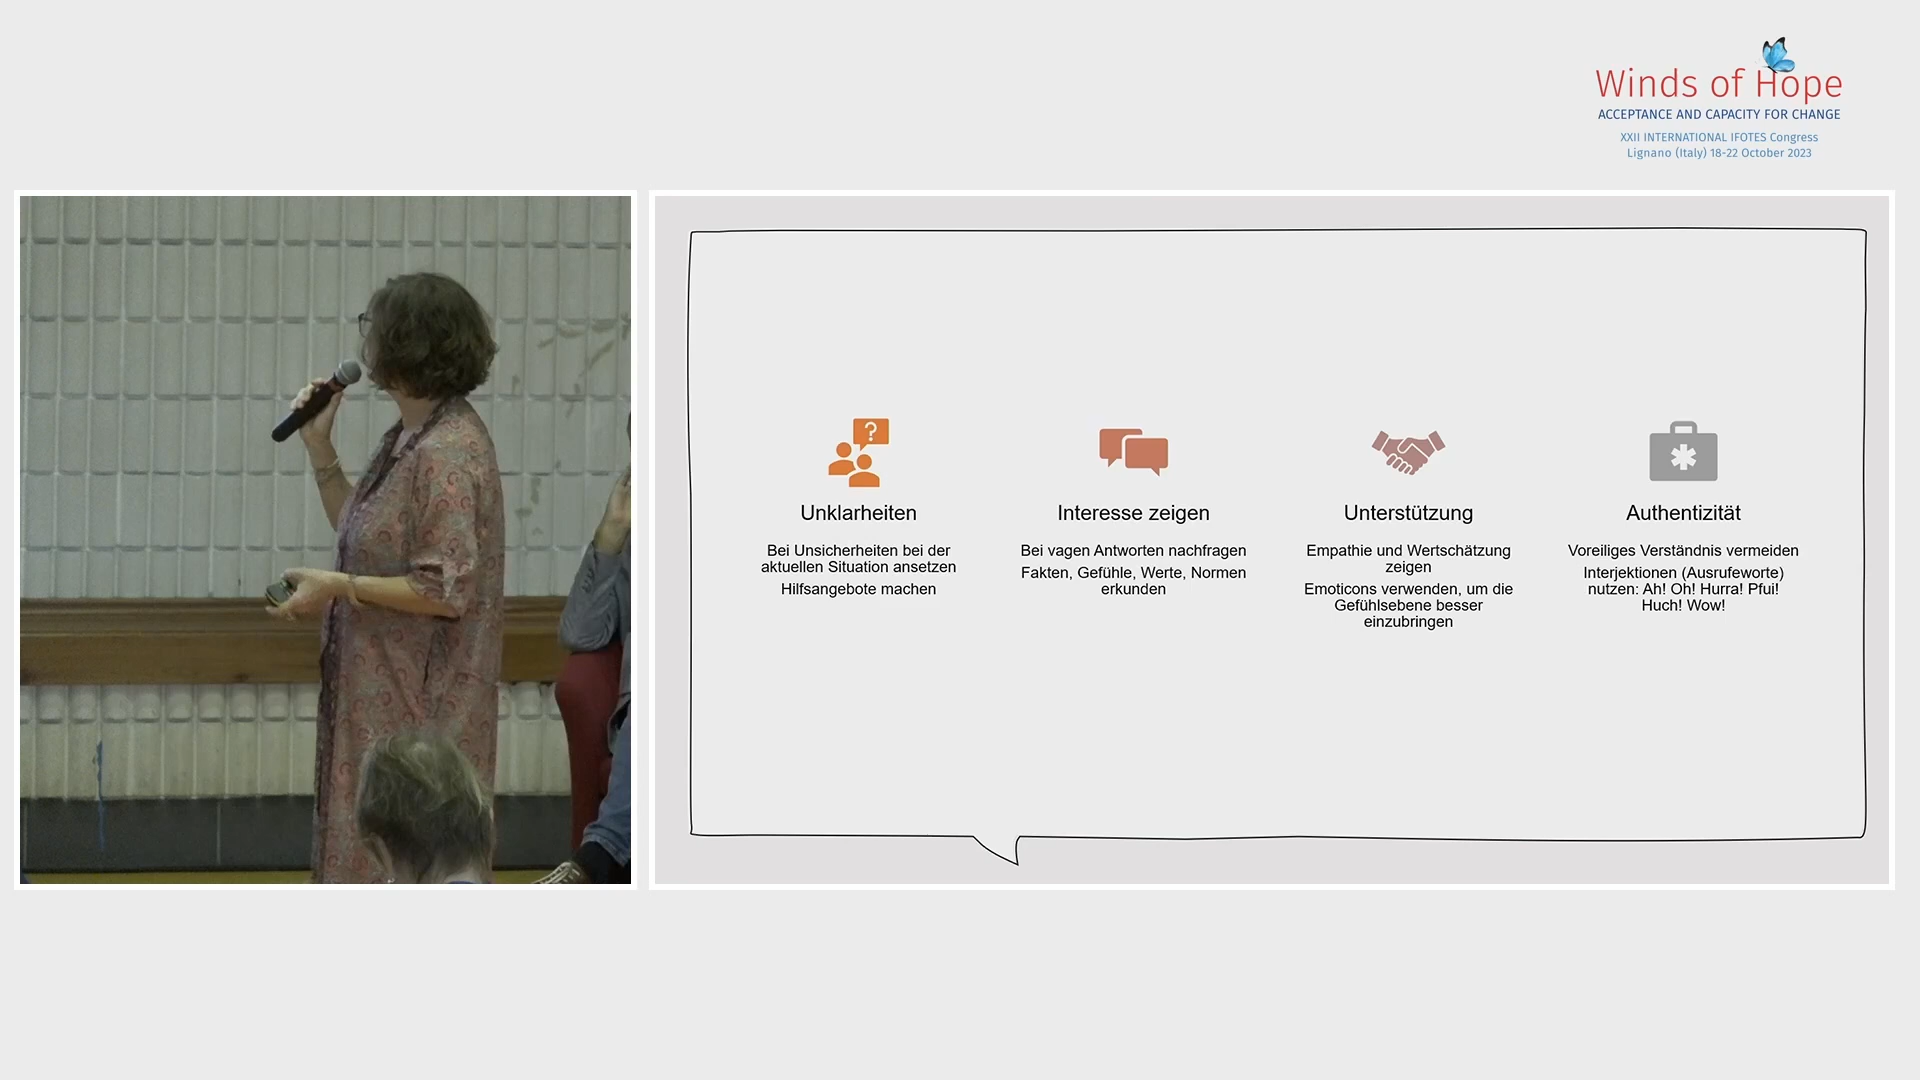 Winds of Hope
ACCEPTANCE AND CAPACITY FOR CHANGE
XXII INTERNATIONAL IFOTES Congress
Lignano (Italy) 18-22 October 2023
?
Unklarheiten
Bei Unsicherheiten bei der
aktuellen Situation ansetzen
Hilfsangebote machen
Interesse zeigen
Bei vagen Antworten nachfragen
Fakten, Gefühle, Werte, Normen
erkunden
Unterstützung
Empathie und Wertschätzung
zeigen
Emoticons verwenden, um die
Gefühlsebene besser
einzubringen
Authentizität
Voreiliges Verständnis vermeiden
Interjektionen (Ausrufeworte)
nutzen: Ah! Oh! Hurra! Pfui!
Huch! Wow!